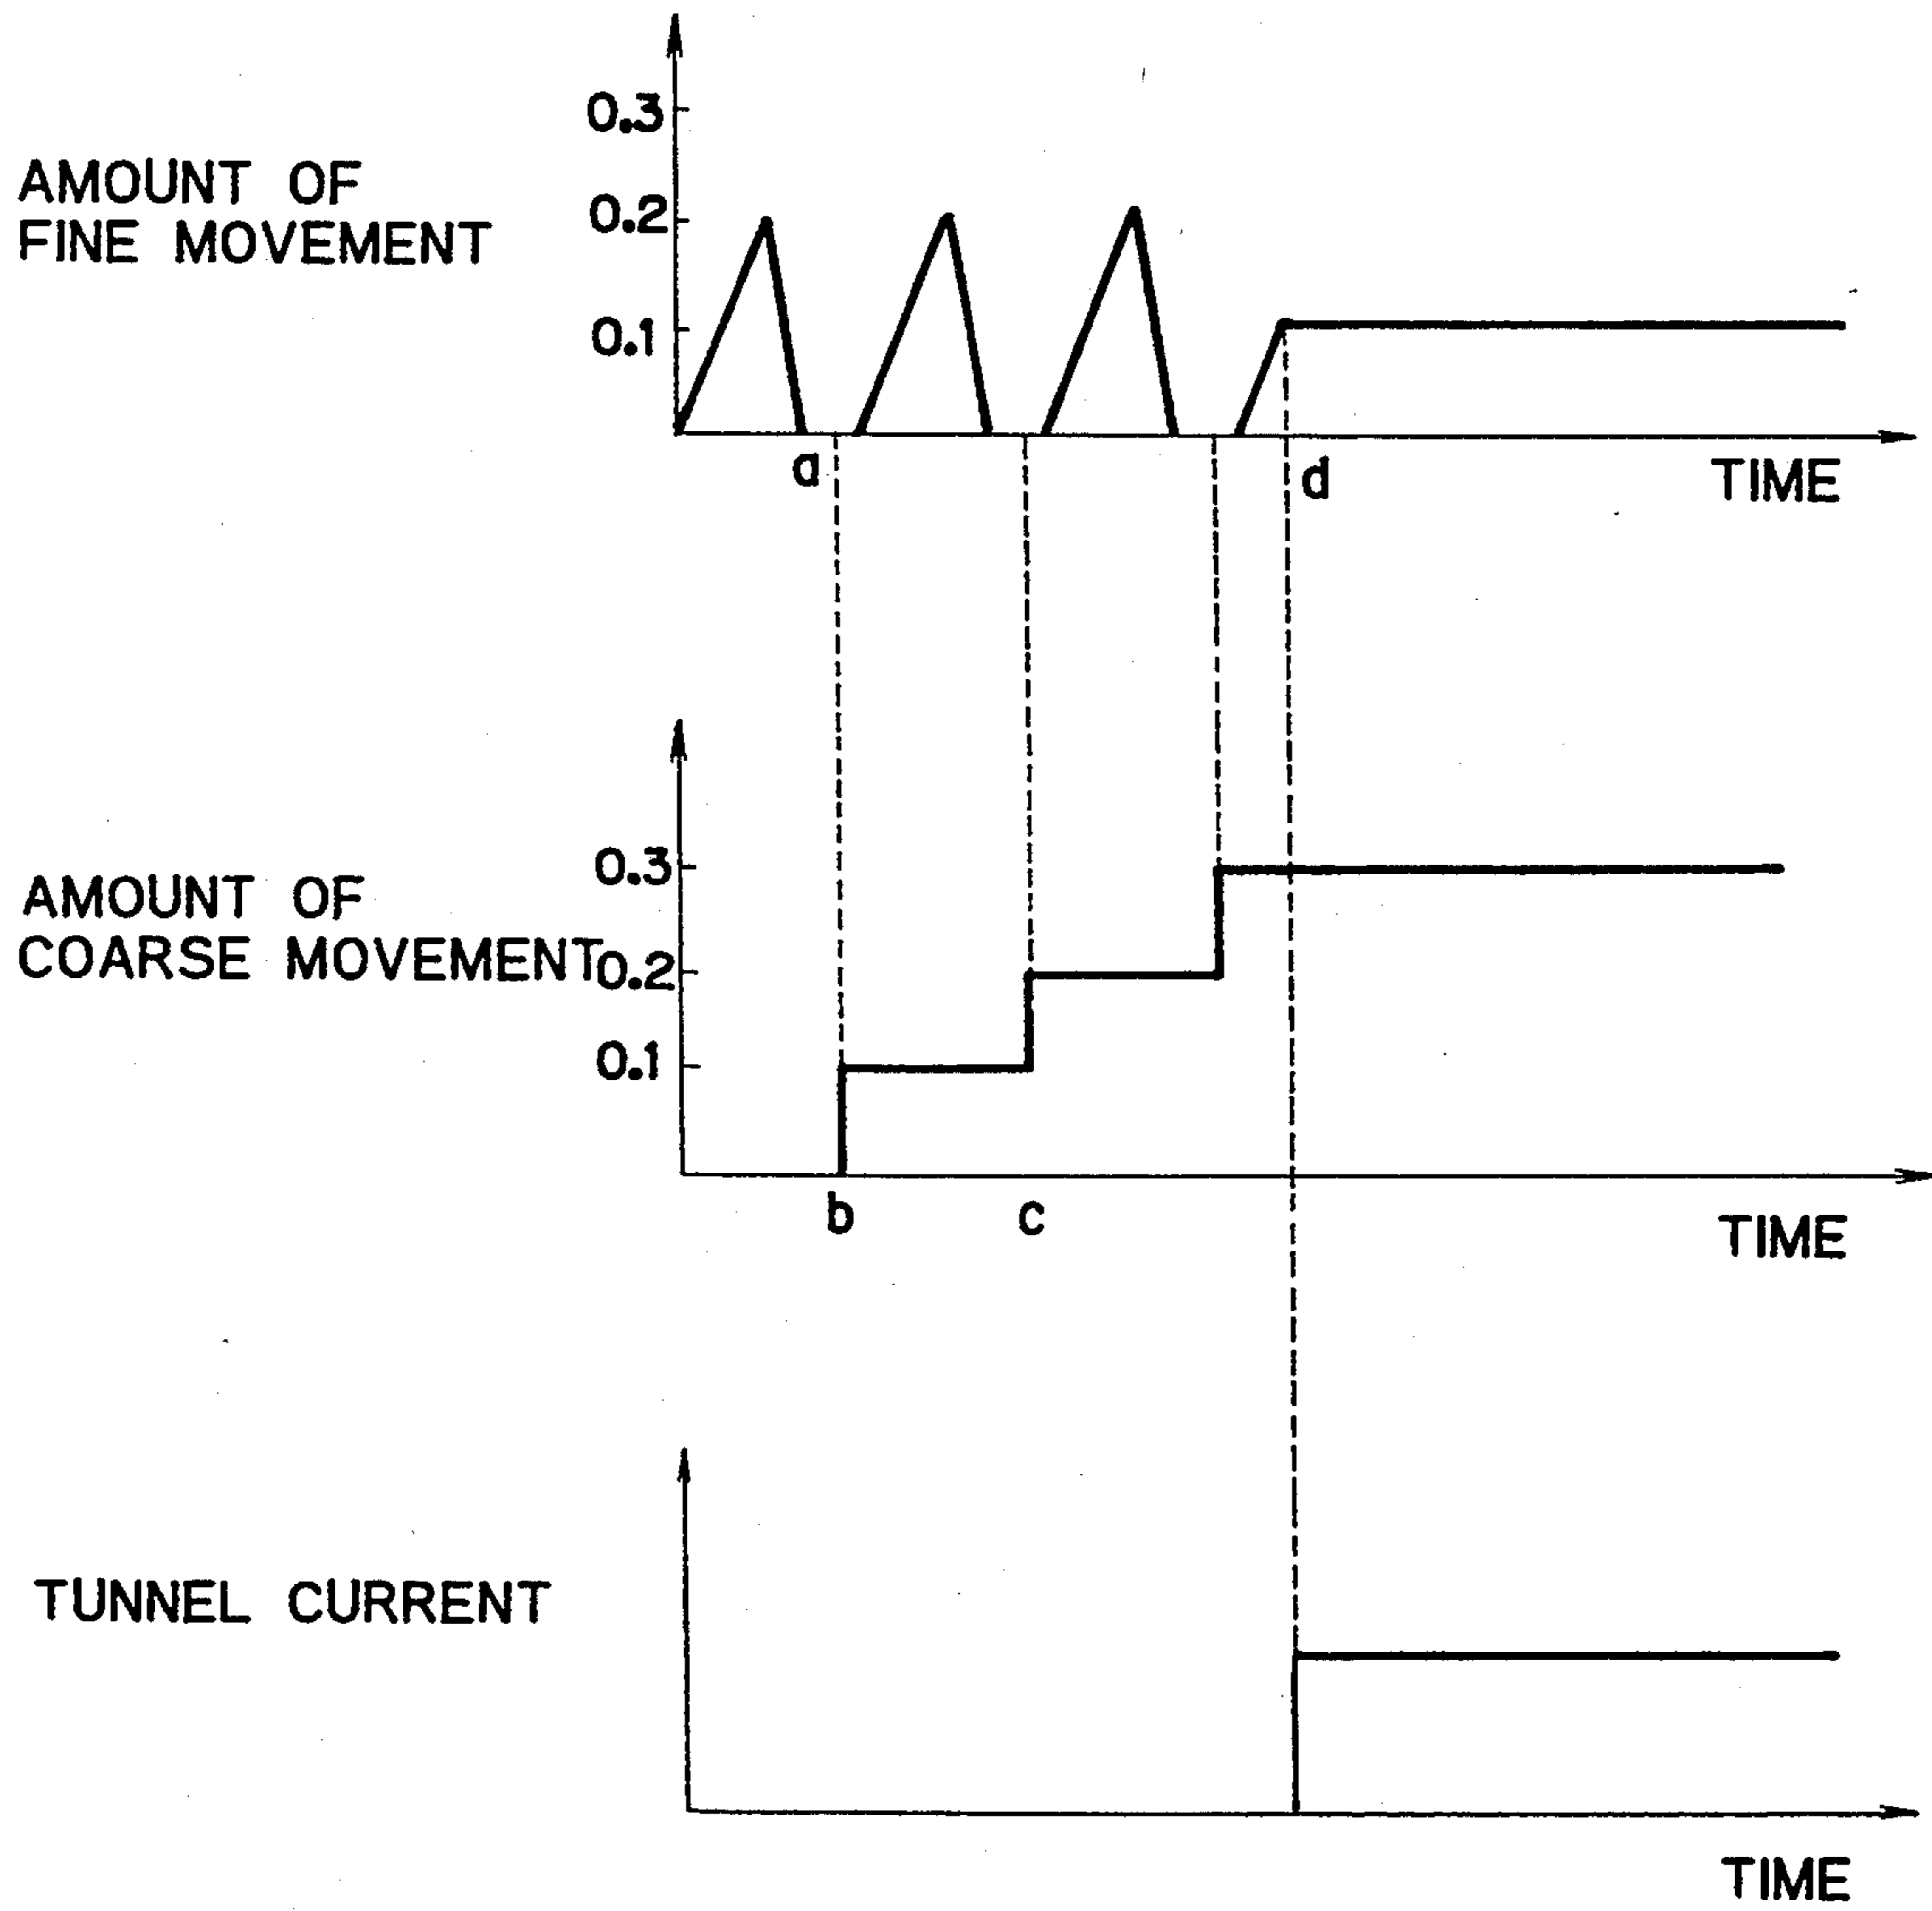 0.3
AMOUNT OF
FINE MOVEMENT
0.2
0.1
a
d
TIME
0.3
AMOUNT OF
COARSE MOVEMENT
0.2
0.1
b
c
TIME
TUNNEL CURRENT
TIME